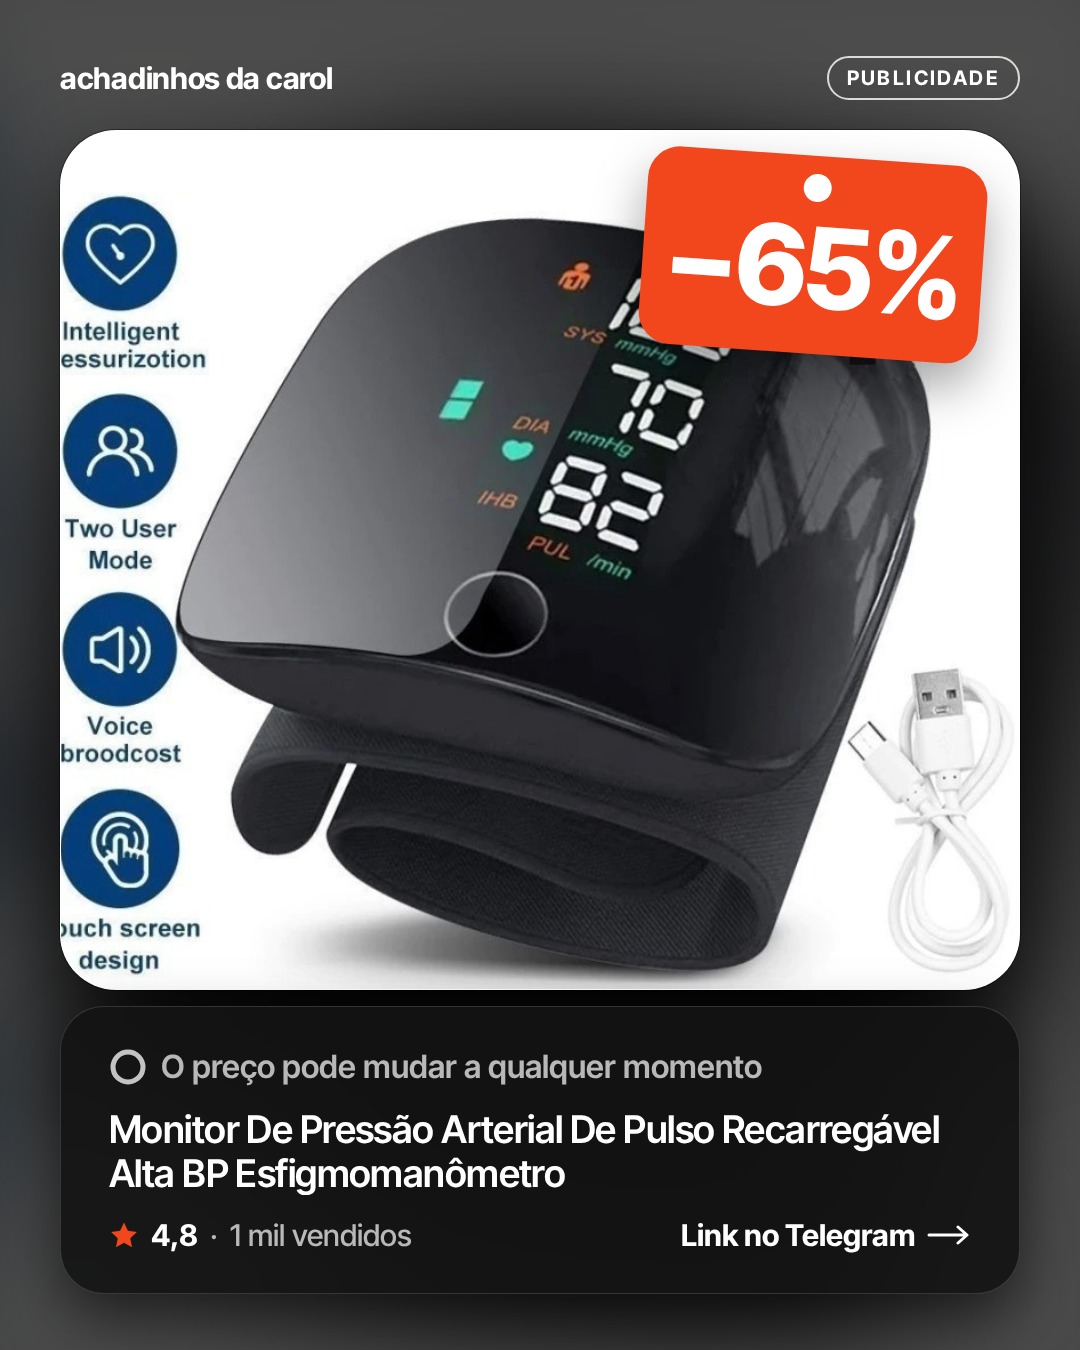 achadinhos da carol
PUBLICIDADE
−65%
Intelligent
essurizotion
Two User
Mode
Voice
broodcost
ouch screen
design
SYS
mmHg
70
DIA
mmHg
82
IHB
PUL /min
O preço pode mudar a qualquer momento
Monitor De Pressão Arterial De Pulso Recarregável
Alta BP Esfigmomanômetro
4,8 · 1 mil vendidos
Link no Telegram →